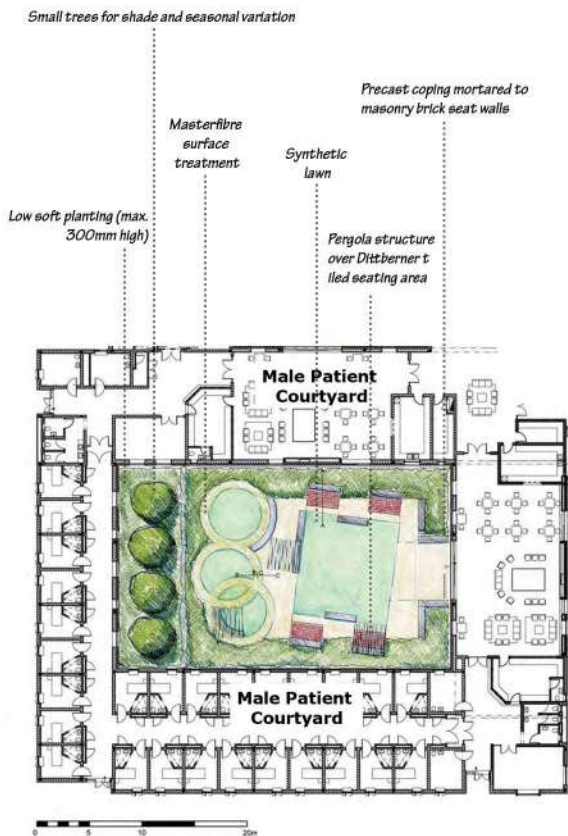 Small trees for shade and seasonal variation
Precast coping mortared to
masonry brick seat walls
Masterfibre
surface
treatment
Synthetic
lawn
Low soft planting (max.
300mm high)
Pergola structure
over Dittberner t
iled seating area
Male Patient
Courtyard
Male Patient
Courtyard
0 5 10 20m